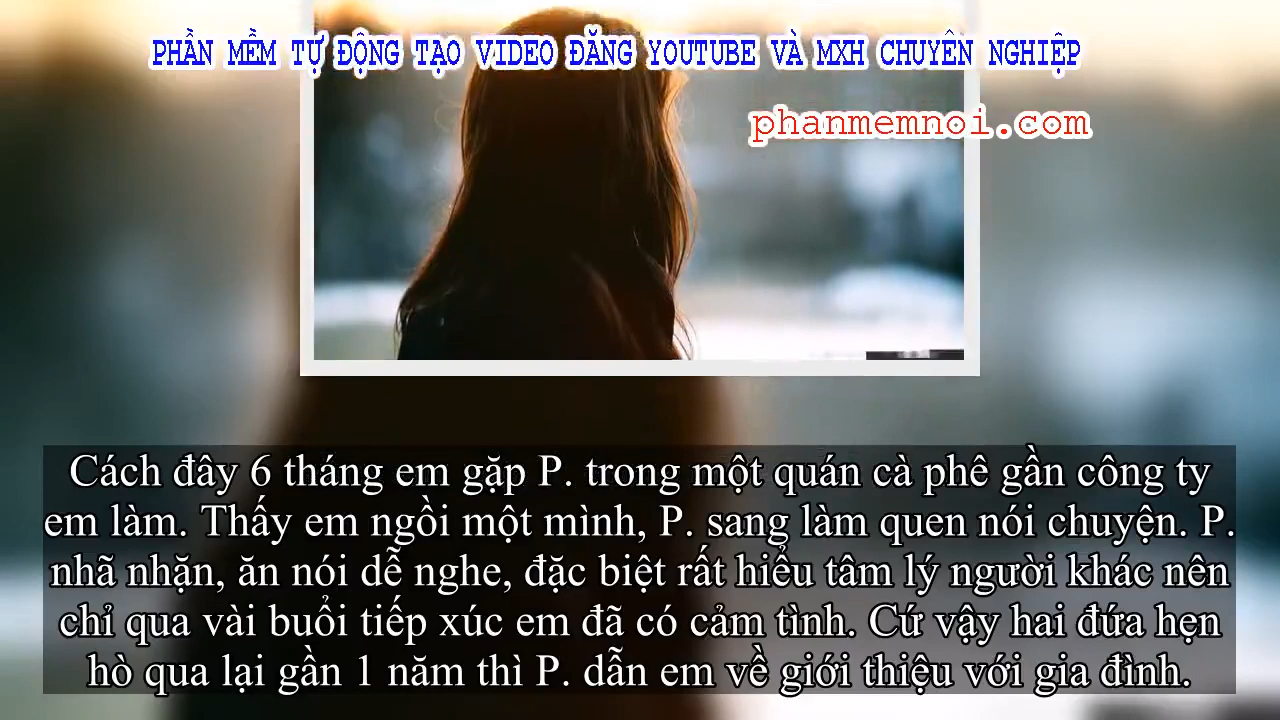 PHẦN MỀM TỰ ĐỘNG TẠO VIDEO ĐĂNG YOUTUBE VÀ MXH CHUYÊN NGHIỆP
phanmemnoi.com
Cách đây 6 tháng em gặp P. trong một quán cà phê gần công ty
em làm. Thấy em ngồi một mình, P. sang làm quen nói chuyện. P.
nhã nhặn, ăn nói dễ nghe, đặc biệt rất hiểu tâm lý người khác nên
chỉ qua vài buổi tiếp xúc em đã có cảm tình. Cứ vậy hai đứa hẹn
hò qua lại gần 1 năm thì P. dẫn em về giới thiệu với gia đình.